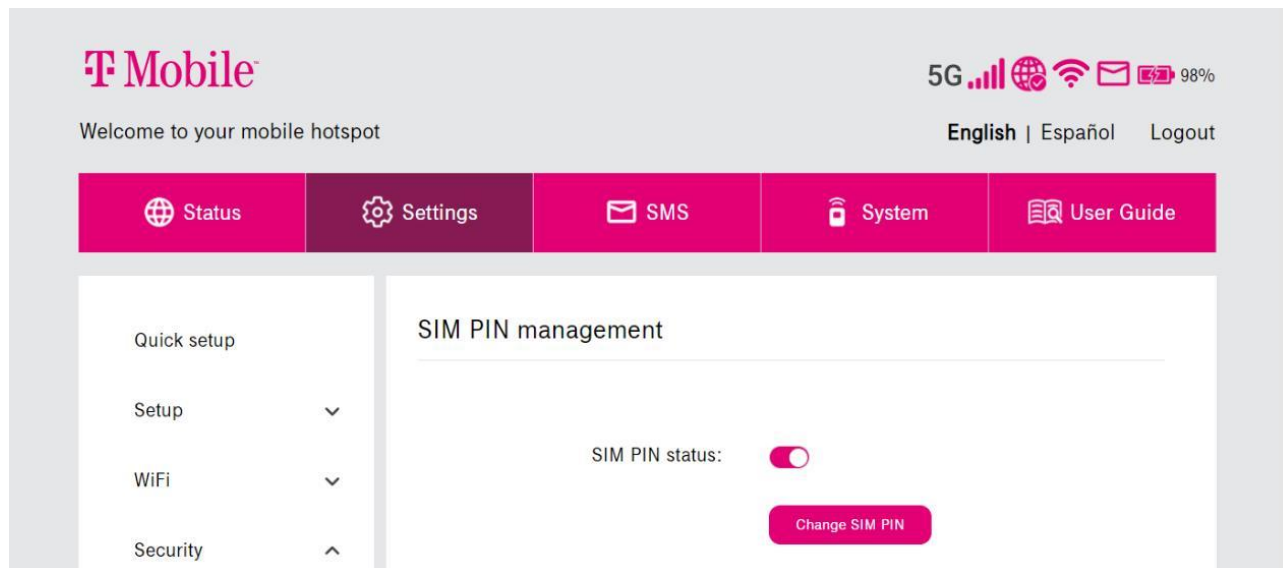 T Mobile
5G 98%
Welcome to your mobile hotspot
English | Español Logout
Status Settings SMS System User Guide
Quick setup
SIM PIN management
Setup
SIM PIN status:
WiFi
Change SIM PIN
Security